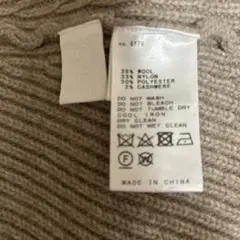 35% WOOL
33% NYLON
30% POLYESTER
2% CASHMERE
DO NOT WASH
DO NOT BLEACH
DO NOT TUMBLE DRY
COOL IRON
DRY CLEAN
DO NOT WET CLEAN
F W
MADE IN CHINA